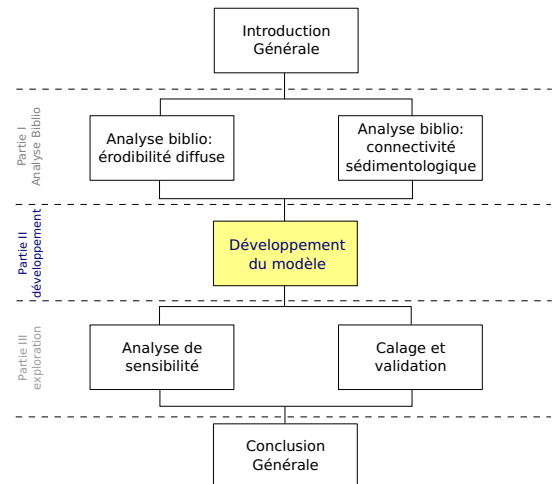 Introduction
Générale
Partie I
Analyse Biblio
Analyse biblio:
érodibilité diffuse
Analyse biblio:
connectivité
sédimentologique
Partie II
développement
Développement
du modèle
Partie III
exploration
Analyse de
sensibilité
Calage et
validation
Conclusion
Générale